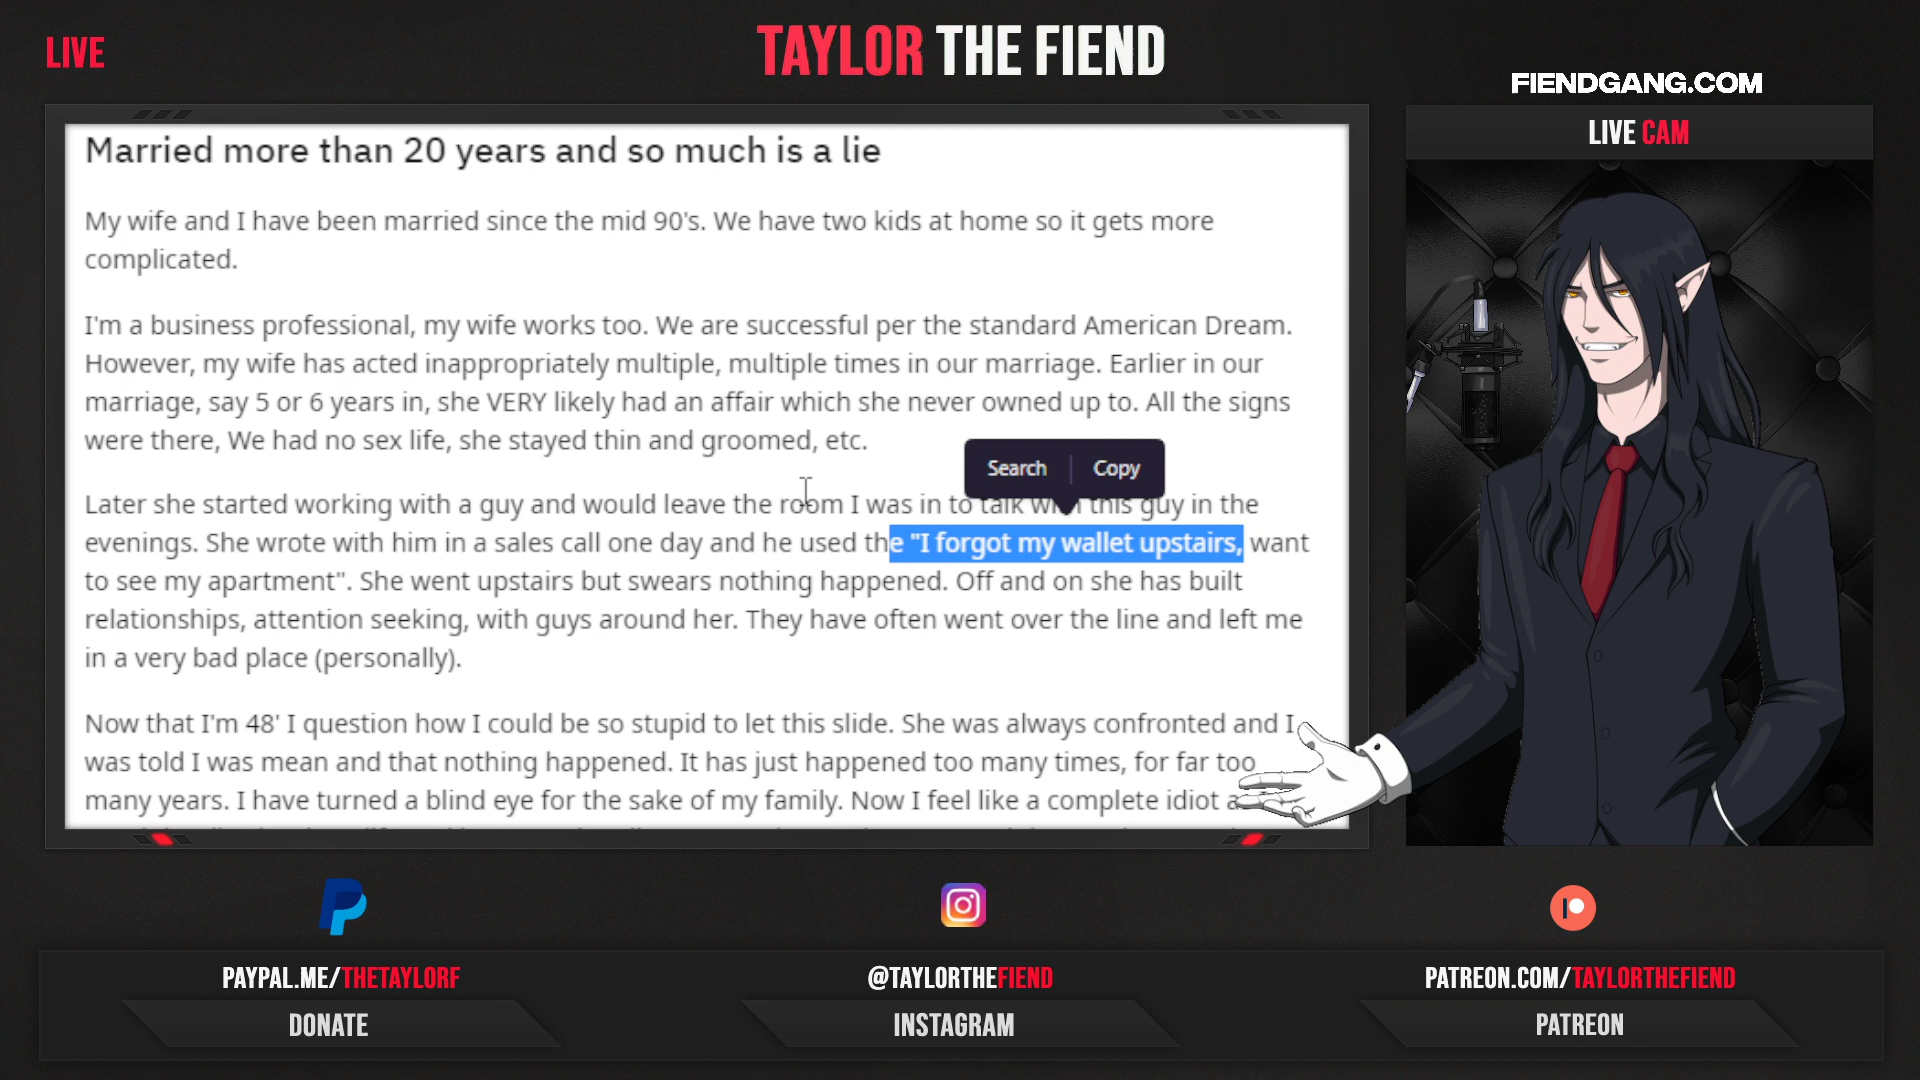 LIVE
TAYLOR THE FIEND
FIENDGANG.COM
LIVE CAM
Married more than 20 years and so much is a lie
My wife and I have been married since the mid 90's. We have two kids at home so it gets more
complicated.
I'm a business professional, my wife works too. We are successful per the standard American Dream.
However, my wife has acted inappropriately multiple, multiple times in our marriage. Earlier in our
marriage, say 5 or 6 years in, she VERY likely had an affair which she never owned up to. All the signs
were there, We had no sex life, she stayed thin and groomed, etc.
Search Copy
Later she started working with a guy and would leave the room I was in to talk with this guy in the
evenings. She wrote with him in a sales call one day and he used the "I forgot my wallet upstairs, want
to see my apartment". She went upstairs but swears nothing happened. Off and on she has built
relationships, attention seeking, with guys around her. They have often went over the line and left me
in a very bad place (personally).
Now that I'm 48' I question how I could be so stupid to let this slide. She was always confronted and I
was told I was mean and that nothing happened. It has just happened too many times, for far too
many years. I have turned a blind eye for the sake of my family. Now I feel like a complete idiot
PAYPAL.ME/THETAYLORF
DONATE
@TAYLORTHEFIEND
INSTAGRAM
PATREON.COM/TAYLORTHEFIEND
PATREON